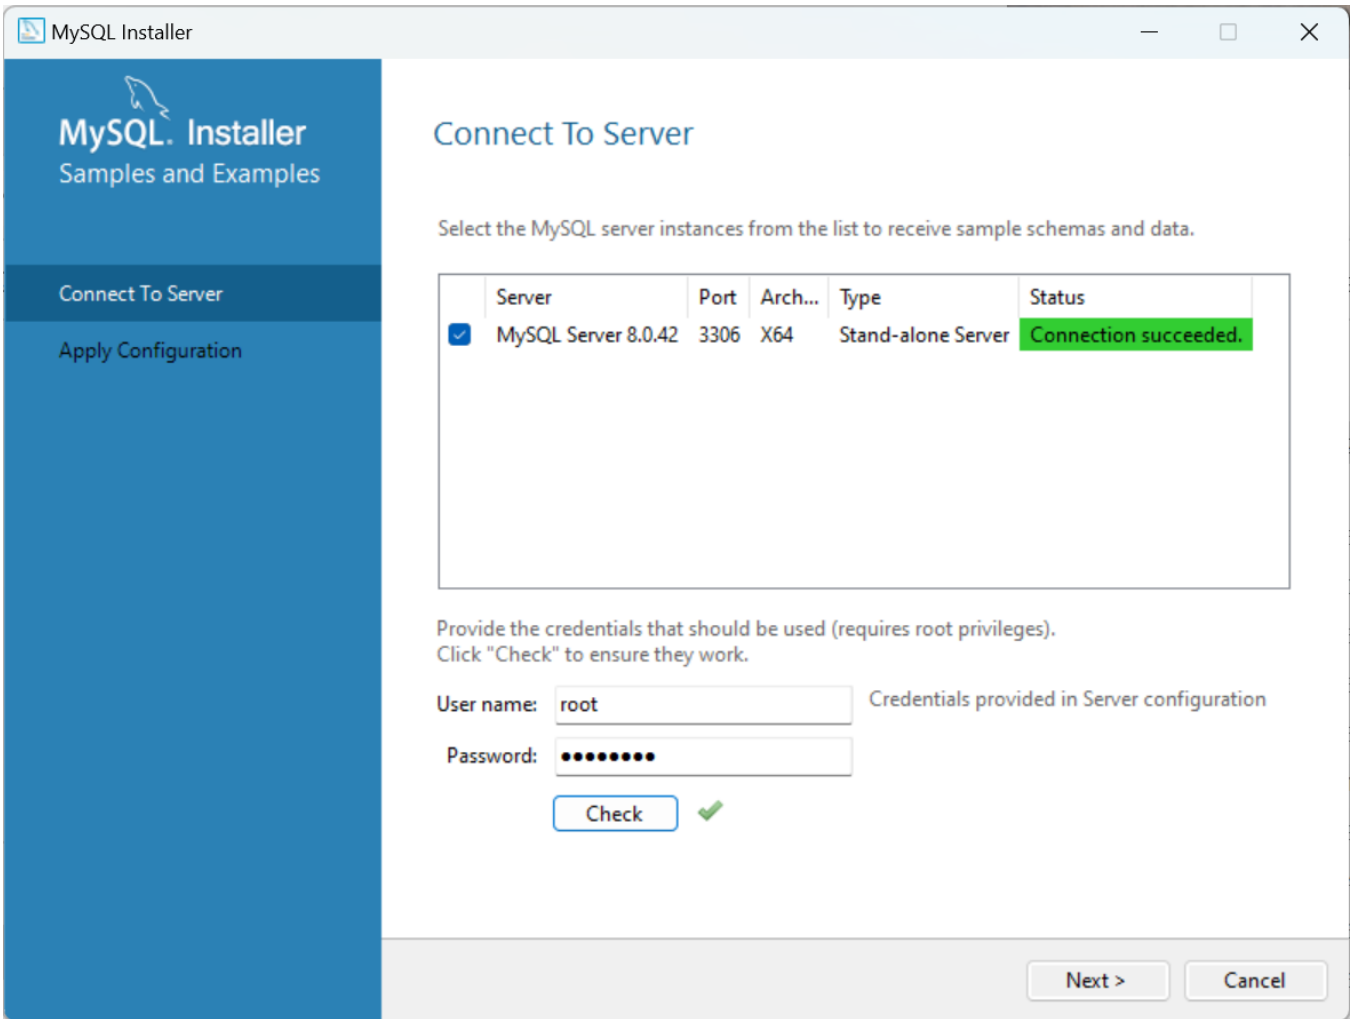 MySQL Installer
MySQL. Installer
Samples and Examples
Connect To Server
Apply Configuration
Connect To Server
Select the MySQL server instances from the list to receive sample schemas and data.
Server Port Arch... Type Status
MySQL Server 8.0.42 3306 X64 Stand-alone Server Connection succeeded.
Provide the credentials that should be used (requires root privileges).
Click "Check" to ensure they work.
User name: root Credentials provided in Server configuration
Password: ●●●●●●●●
Check
Next > Cancel